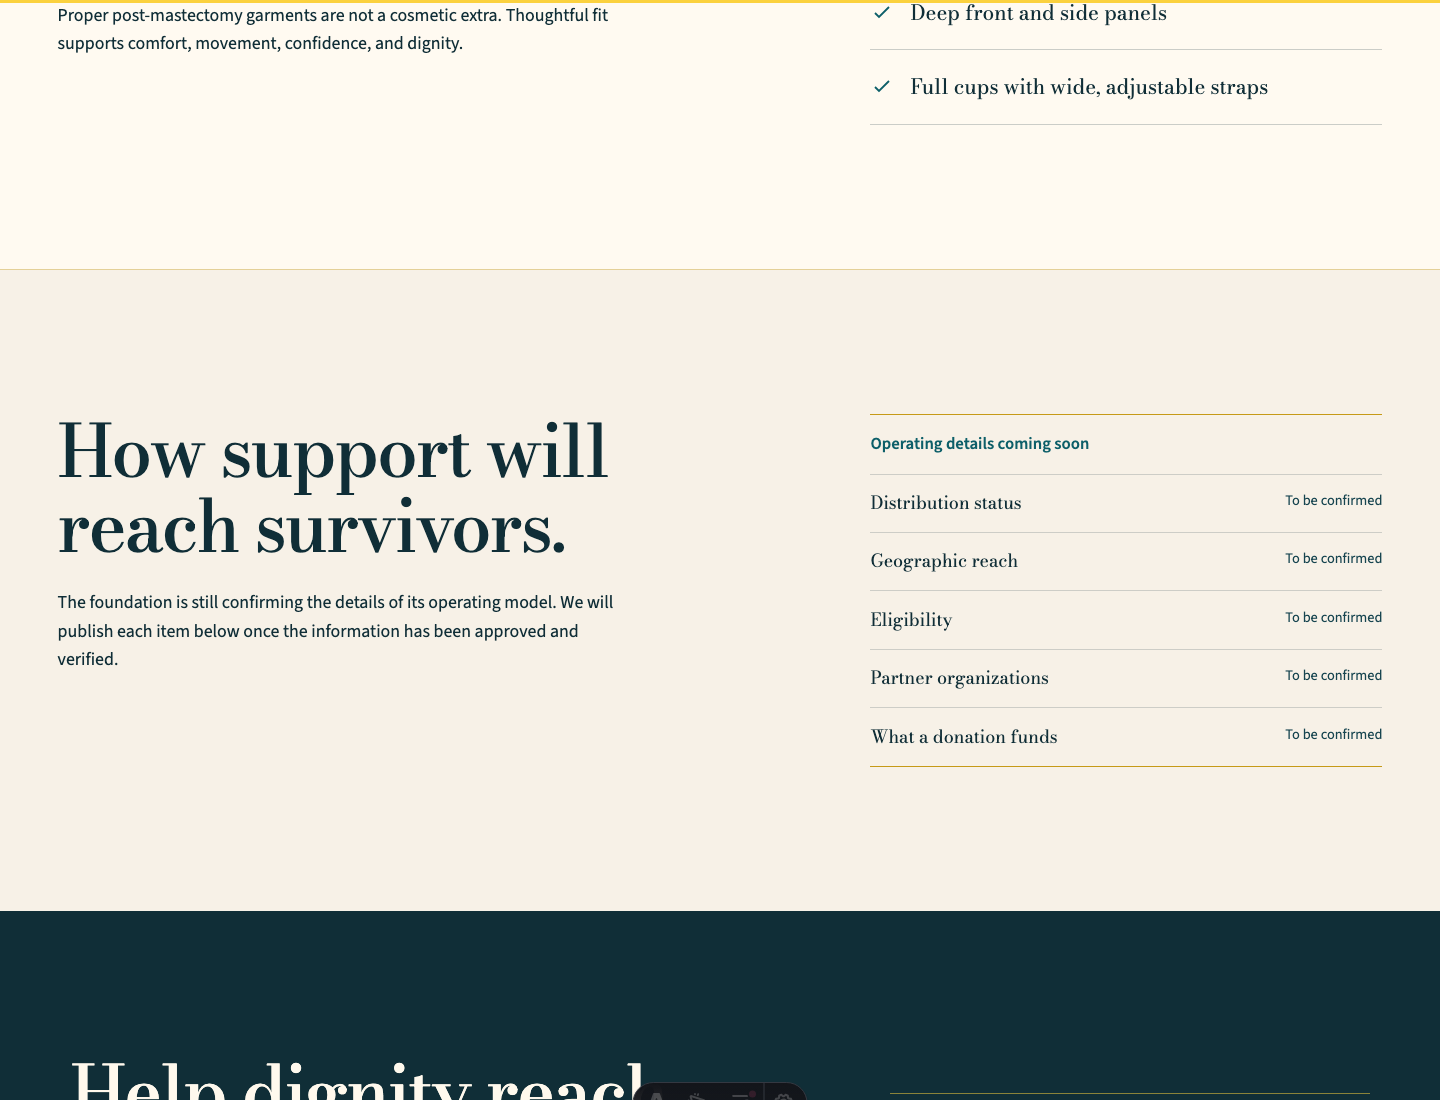 Proper post-mastectomy garments are not a cosmetic extra. Thoughtful fit
supports comfort, movement, confidence, and dignity.
Deep front and side panels
Full cups with wide, adjustable straps
How support will
reach survivors.
The foundation is still confirming the details of its operating model. We will
publish each item below once the information has been approved and
verified.
Operating details coming soon
Distribution status To be confirmed
Geographic reach To be confirmed
Eligibility To be confirmed
Partner organizations To be confirmed
What a donation funds To be confirmed
Help dignity reach